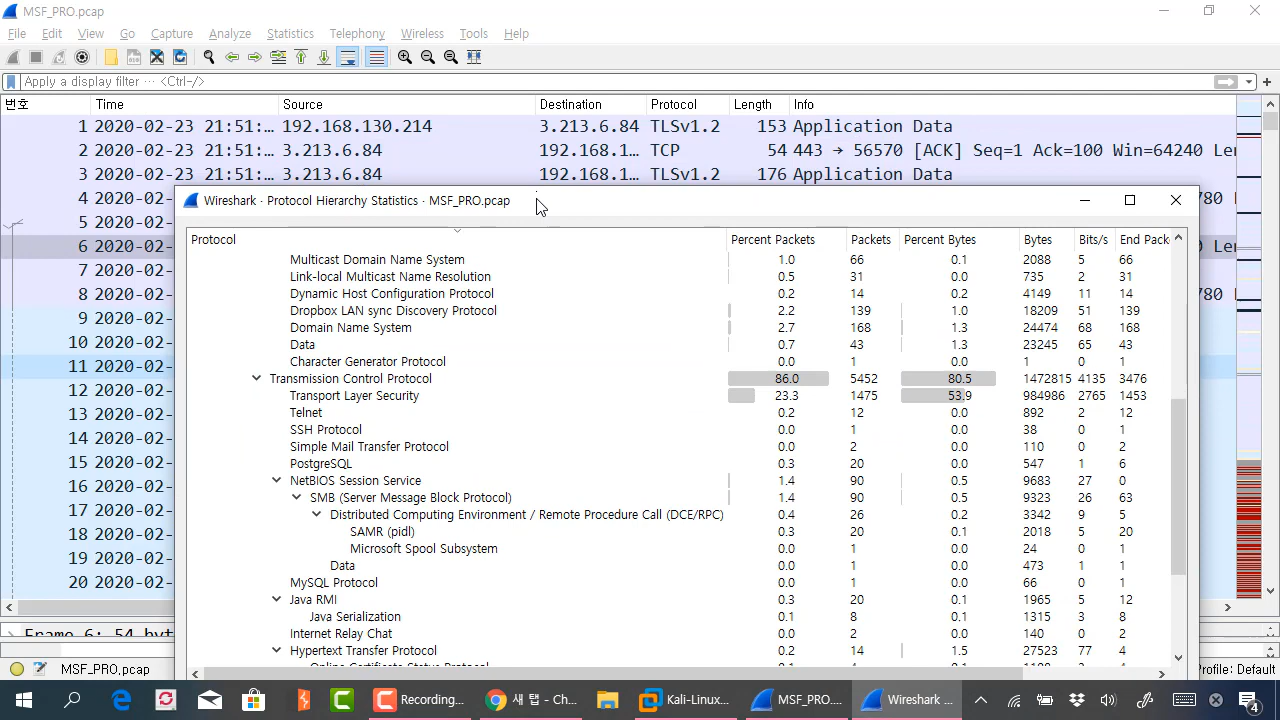 MSF_PRO.pcap
File Edit View Go Capture Analyze Statistics Telephony Wireless Tools Help
Apply a display filter ··· <Ctrl-/>
번호 Time Source Destination Protocol Length Info
1 2020-02-23 21:51:… 192.168.130.214 3.213.6.84 TLSv1.2 153 Application Data
2 2020-02-23 21:51:… 3.213.6.84 192.168.1… TCP 54 443 → 56570 [ACK] Seq=1 Ack=100 Win=64240 Ler
3 2020-02-23 21:51:… 3.213.6.84 192.168.1… TLSv1.2 176 Application Data
4 2020-02- 780 Ler
5 2020-02-
6 2020-02- 0 Ler
7 2020-02-
8 2020-02- 780 Ler
9 2020-02-
10 2020-02-
11 2020-02-
12 2020-02-
13 2020-02-
14 2020-02-
15 2020-02-
16 2020-02-
17 2020-02-
18 2020-02-
19 2020-02-
20 2020-02-
Wireshark · Protocol Hierarchy Statistics · MSF_PRO.pcap
Protocol Percent Packets Packets Percent Bytes Bytes Bits/s End Pack
Multicast Domain Name System 1.0 66 0.1 2088 5 66
Link-local Multicast Name Resolution 0.5 31 0.0 735 2 31
Dynamic Host Configuration Protocol 0.2 14 0.2 4149 11 14
Dropbox LAN sync Discovery Protocol 2.2 139 1.0 18209 51 139
Domain Name System 2.7 168 1.3 24474 68 168
Data 0.7 43 1.3 23245 65 43
Character Generator Protocol 0.0 1 0.0 1 0 1
Transmission Control Protocol 86.0 5452 80.5 1472815 4135 3476
Transport Layer Security 23.3 1475 53.9 984986 2765 1453
Telnet 0.2 12 0.0 892 2 12
SSH Protocol 0.0 1 0.0 38 0 1
Simple Mail Transfer Protocol 0.0 2 0.0 110 0 2
PostgreSQL 0.3 20 0.0 547 1 6
NetBIOS Session Service 1.4 90 0.5 9683 27 0
SMB (Server Message Block Protocol) 1.4 90 0.5 9323 26 63
Distributed Computing Environment / Remote Procedure Call (DCE/RPC) 0.4 26 0.2 3342 9 5
SAMR (pidl) 0.3 20 0.1 2018 5 20
Microsoft Spool Subsystem 0.0 1 0.0 24 0 1
Data 0.0 1 0.0 473 1 1
MySQL Protocol 0.0 1 0.0 66 0 1
Java RMI 0.3 20 0.1 1965 5 12
Java Serialization 0.1 8 0.1 1315 3 8
Internet Relay Chat 0.0 2 0.0 140 0 2
Hypertext Transfer Protocol 0.2 14 1.5 27523 77 4
Online Certificate Status Protocol
Frame 6: 54 byt
MSF_PRO.pcap
Profile: Default
Recording... 새 탭 - Ch... Kali-Linux... MSF_PRO.... Wireshark ...
4